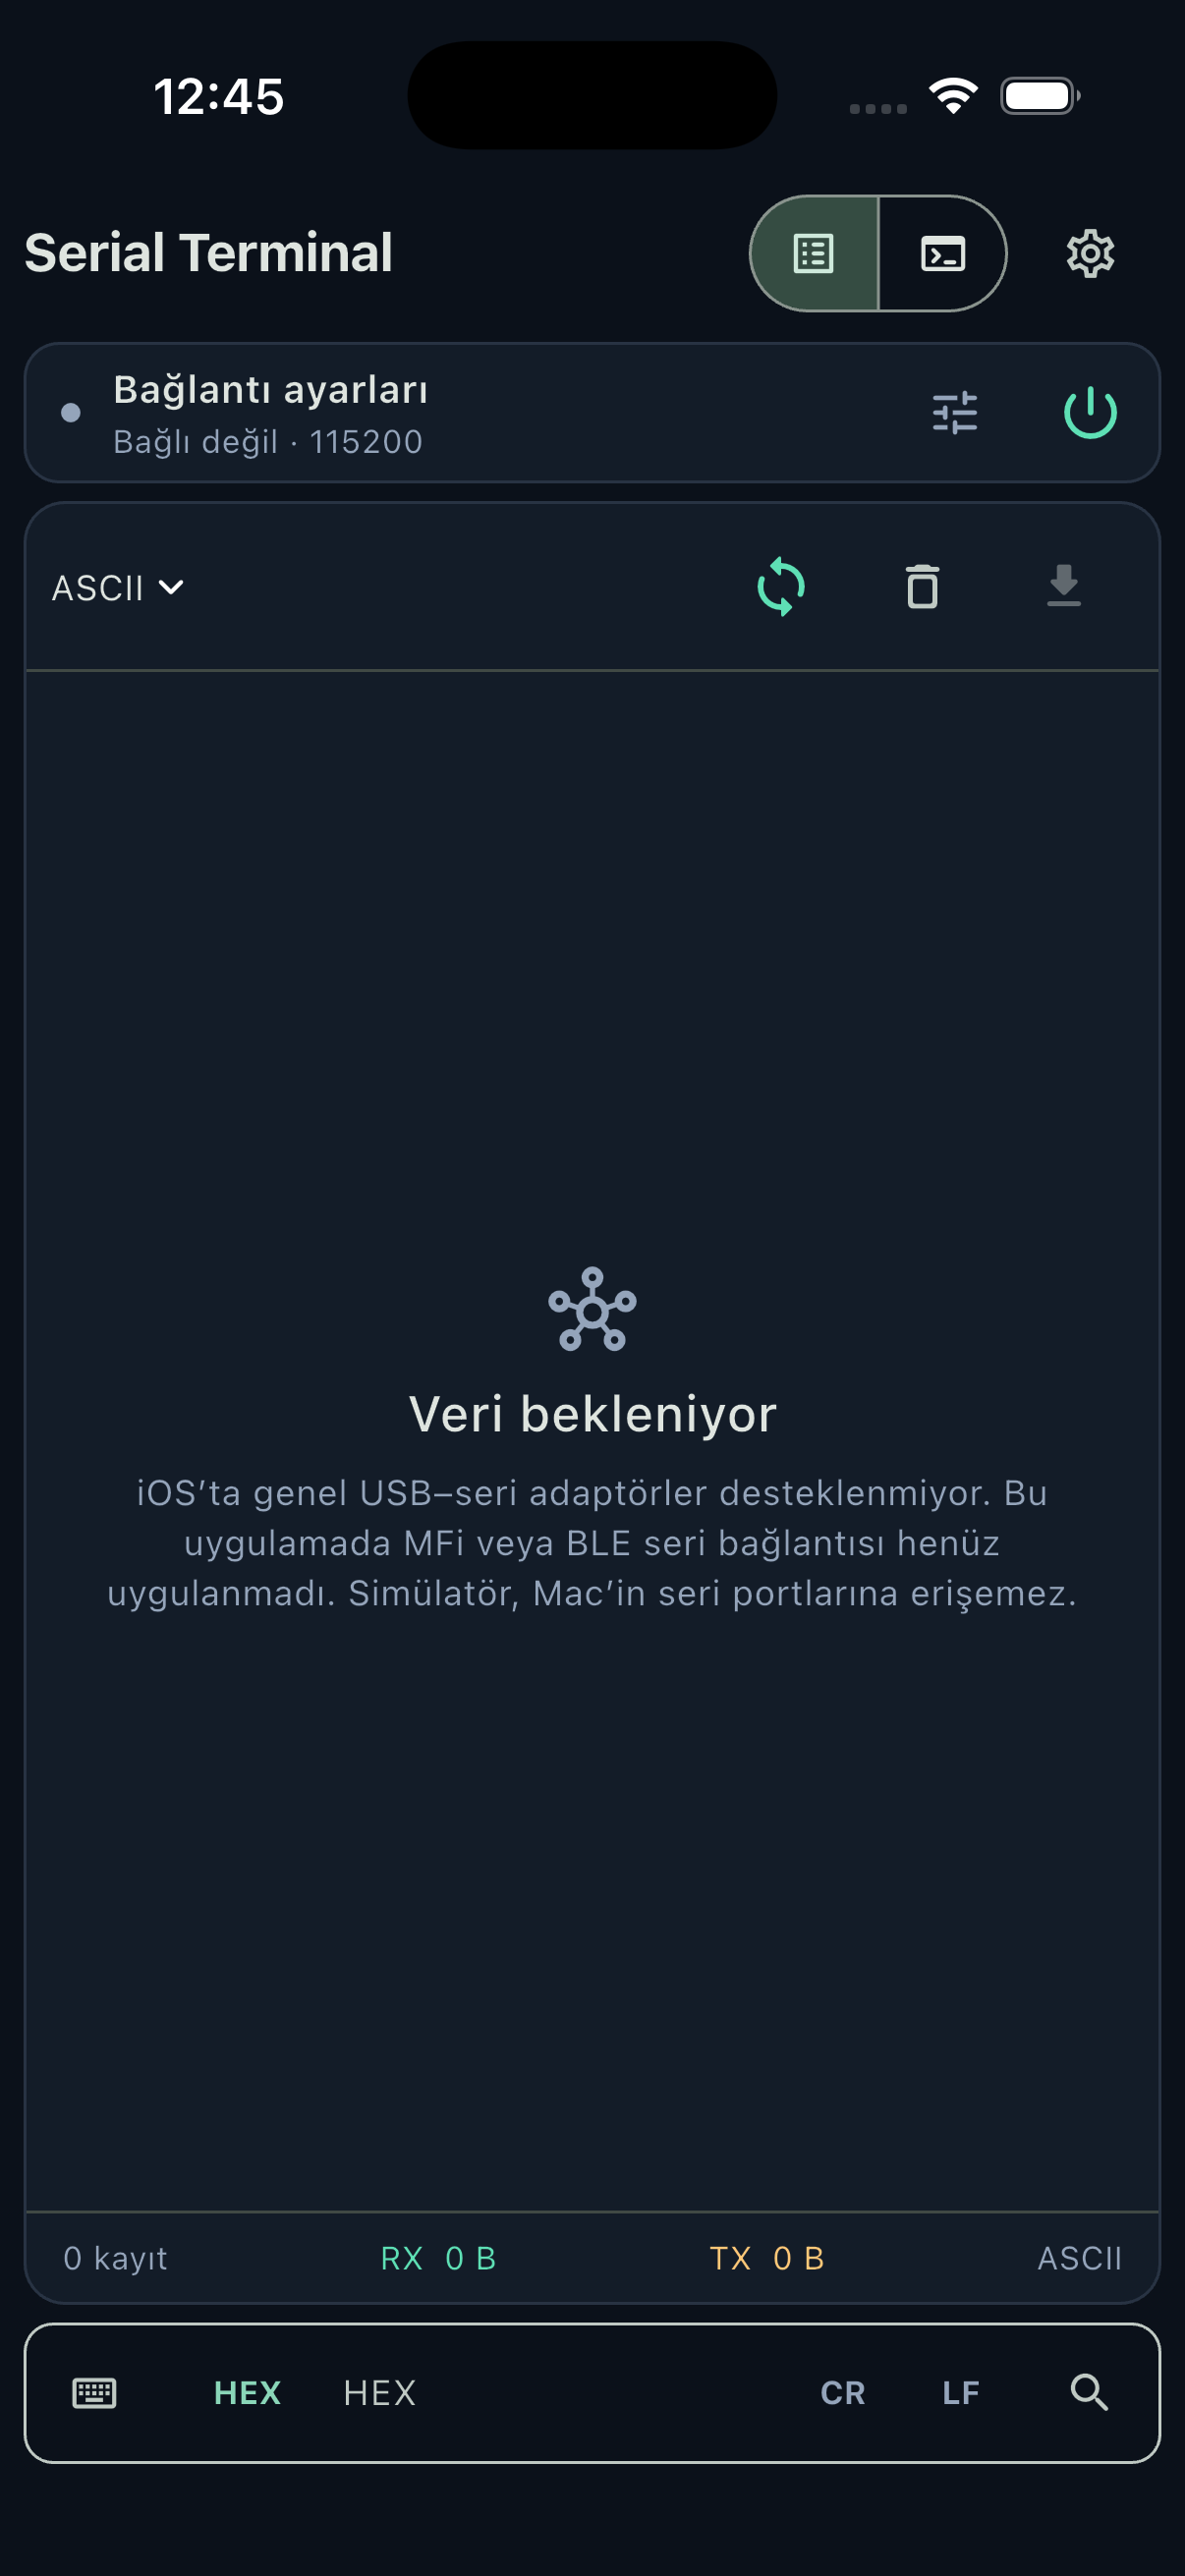 12:45
Serial Terminal
Bağlantı ayarları
Bağlı değil · 115200
ASCII
Veri bekleniyor
iOS’ta genel USB–seri adaptörler desteklenmiyor. Bu
uygulamada MFi veya BLE seri bağlantısı henüz
uygulanmadı. Simülatör, Mac’in seri portlarına erişemez.
0 kayıt RX 0 B TX 0 B ASCII
HEX HEX CR LF